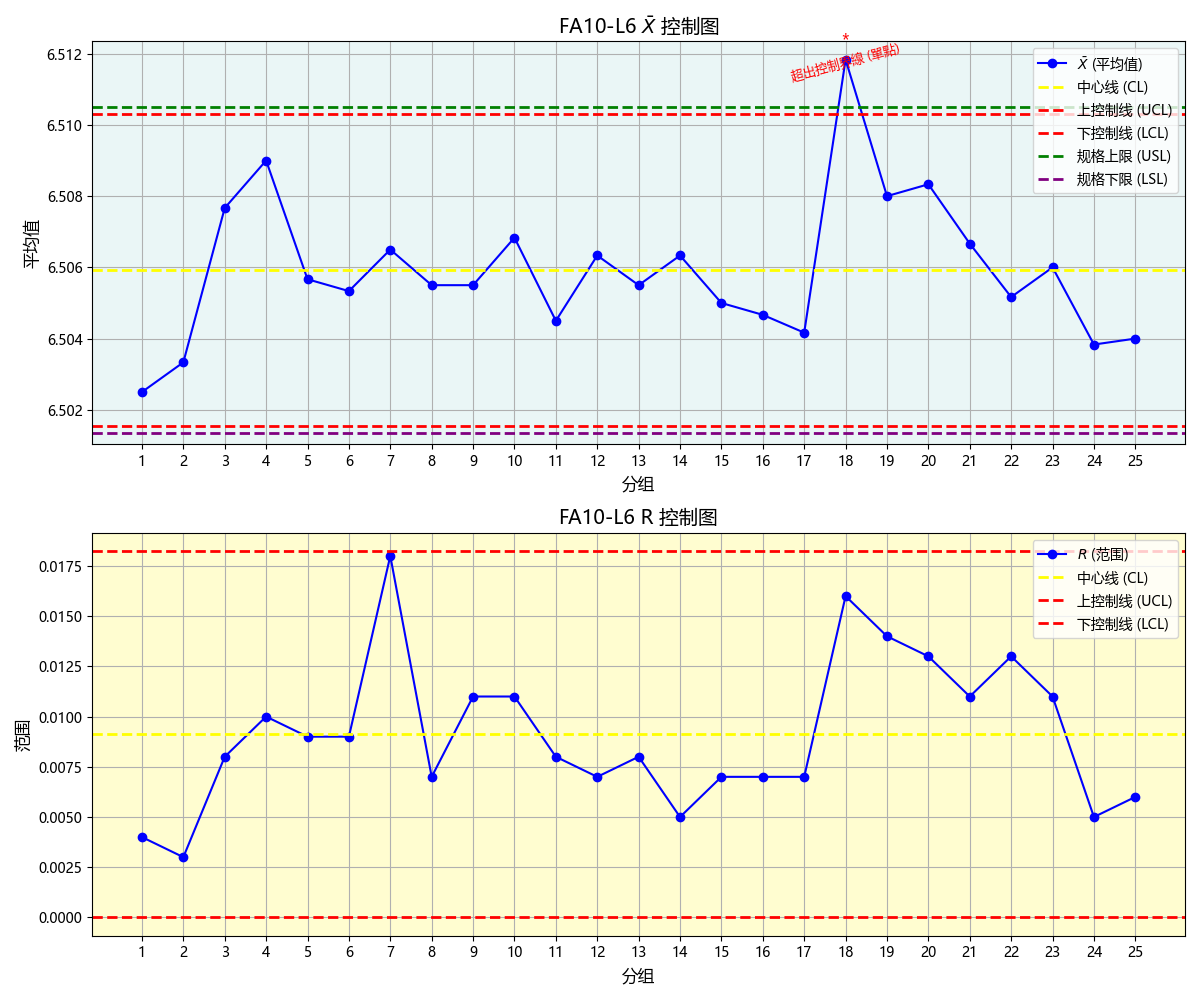 FA10-L6 X̄ 控制图
*
超出控制界線 (單點)
X̄ (平均值)
中心线 (CL)
上控制线 (UCL)
下控制线 (LCL)
规格上限 (USL)
规格下限 (LSL)
6.512
6.510
6.508
6.506
6.504
6.502
平均值
1 2 3 4 5 6 7 8 9 10 11 12 13 14 15 16 17 18 19 20 21 22 23 24 25
分组
FA10-L6 R 控制图
R (范围)
中心线 (CL)
上控制线 (UCL)
下控制线 (LCL)
0.0175
0.0150
0.0125
0.0100
0.0075
0.0050
0.0025
0.0000
范围
1 2 3 4 5 6 7 8 9 10 11 12 13 14 15 16 17 18 19 20 21 22 23 24 25
分组